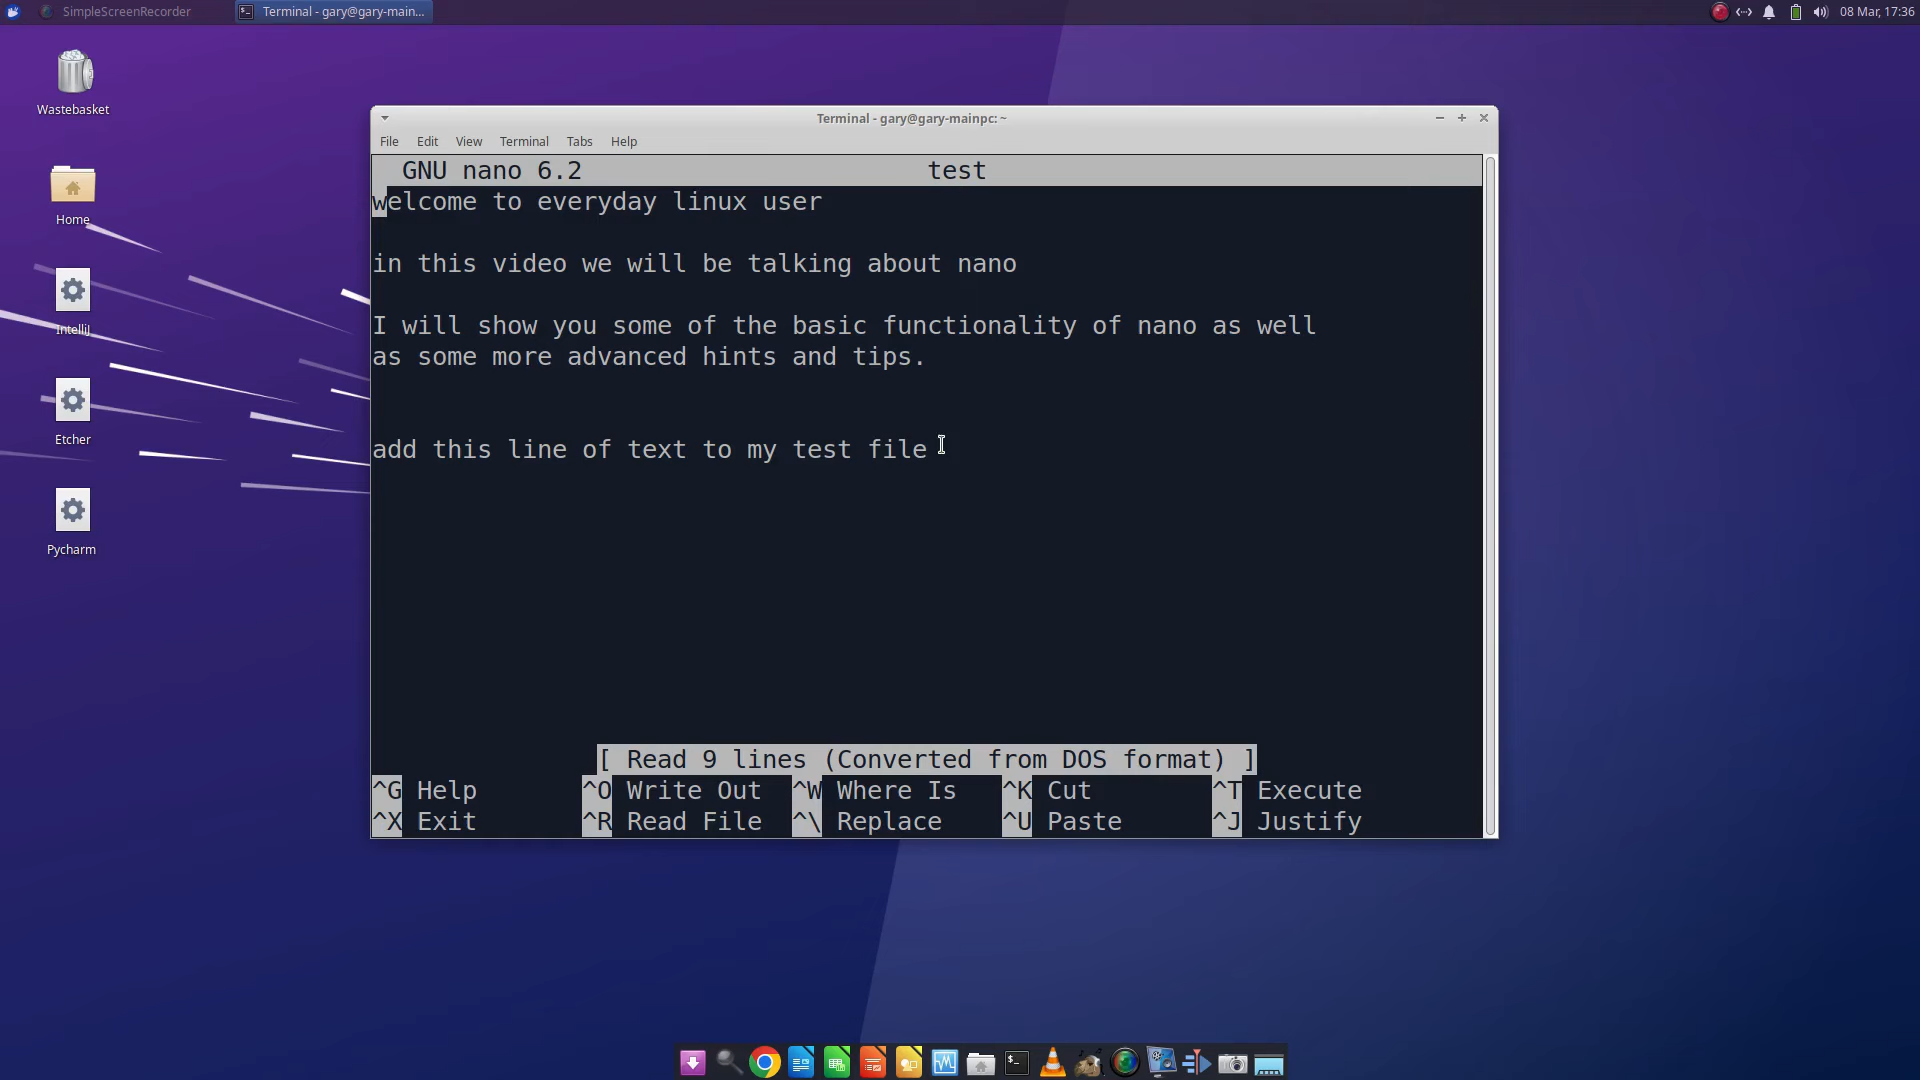 SimpleScreenRecorder
Terminal - gary@gary-main...
08 Mar, 17:36
Wastebasket
Home
IntelliJ
Etcher
Pycharm
Terminal - gary@gary-mainpc: ~
File Edit View Terminal Tabs Help
GNU nano 6.2 test
welcome to everyday linux user
in this video we will be talking about nano
I will show you some of the basic functionality of nano as well
as some more advanced hints and tips.
add this line of text to my test file
[ Read 9 lines (Converted from DOS format) ]
^G Help ^O Write Out ^W Where Is ^K Cut ^T Execute
^X Exit ^R Read File ^\ Replace ^U Paste ^J Justify